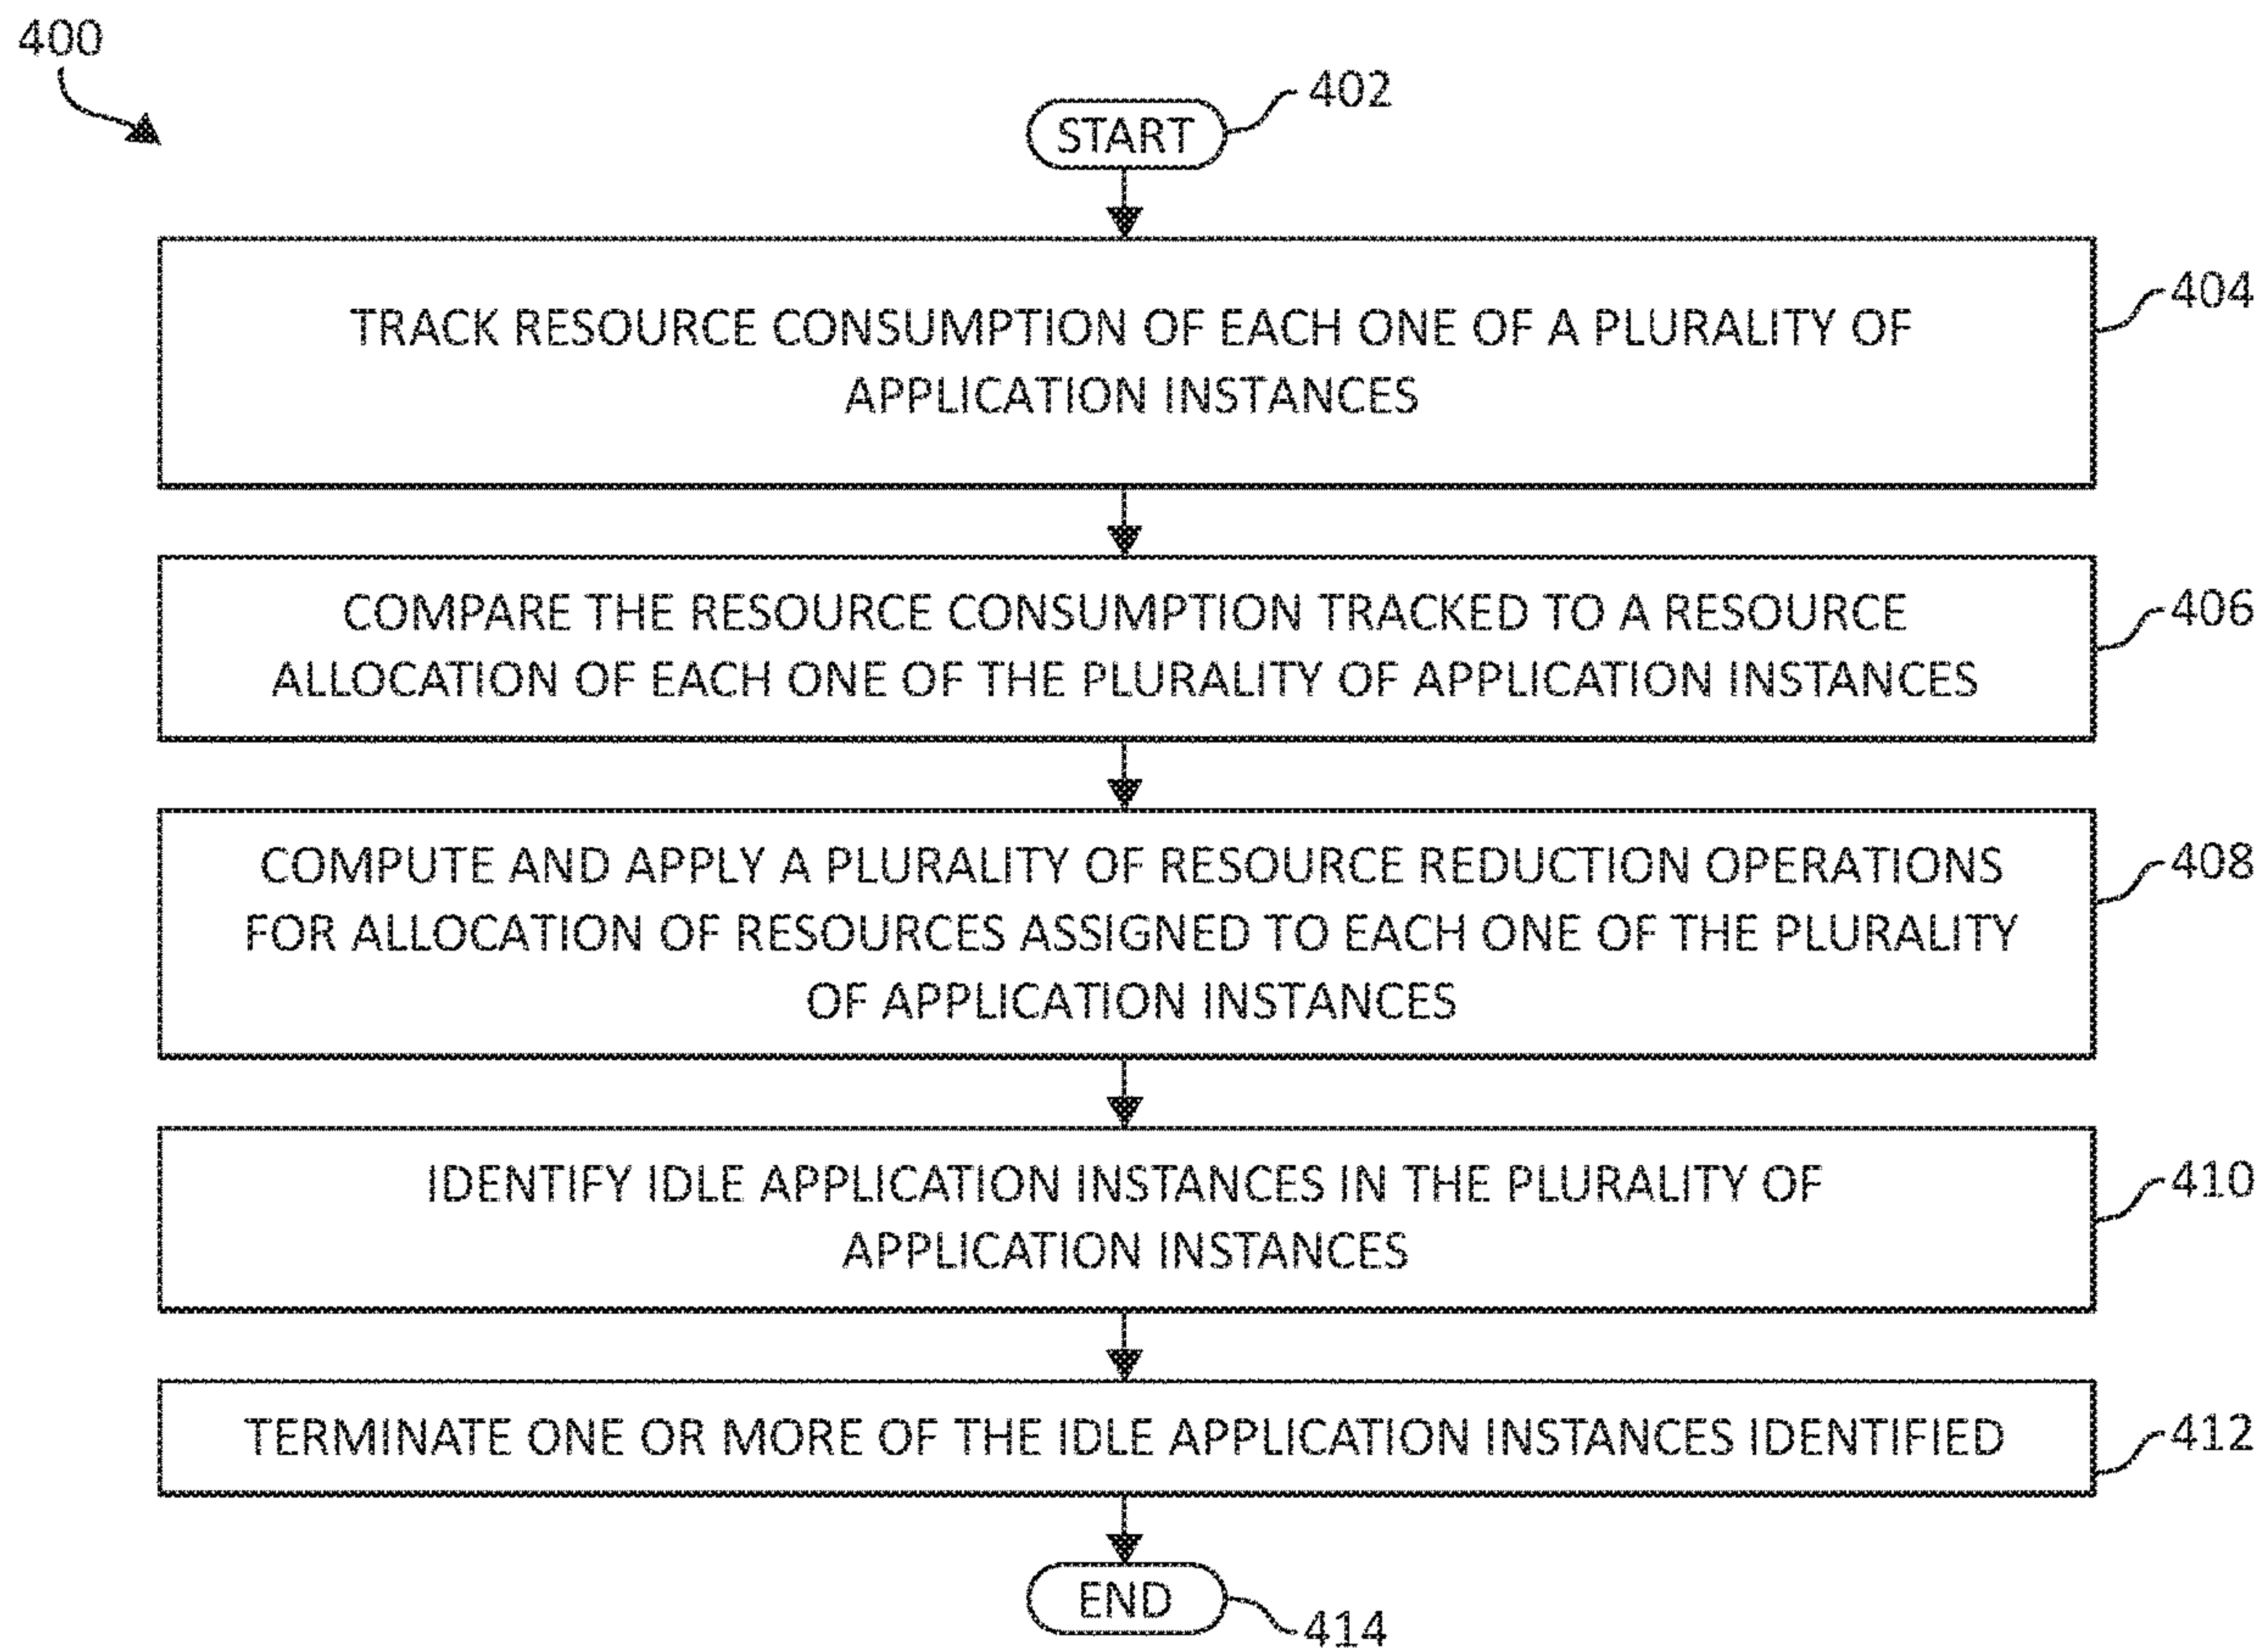 400
402
START
404
TRACK RESOURCE CONSUMPTION OF EACH ONE OF A PLURALITY OF
APPLICATION INSTANCES
406
COMPARE THE RESOURCE CONSUMPTION TRACKED TO A RESOURCE
ALLOCATION OF EACH ONE OF THE PLURALITY OF APPLICATION INSTANCES
408
COMPUTE AND APPLY A PLURALITY OF RESOURCE REDUCTION OPERATIONS
FOR ALLOCATION OF RESOURCES ASSIGNED TO EACH ONE OF THE PLURALITY
OF APPLICATION INSTANCES
410
IDENTIFY IDLE APPLICATION INSTANCES IN THE PLURALITY OF
APPLICATION INSTANCES
412
TERMINATE ONE OR MORE OF THE IDLE APPLICATION INSTANCES IDENTIFIED
END
414